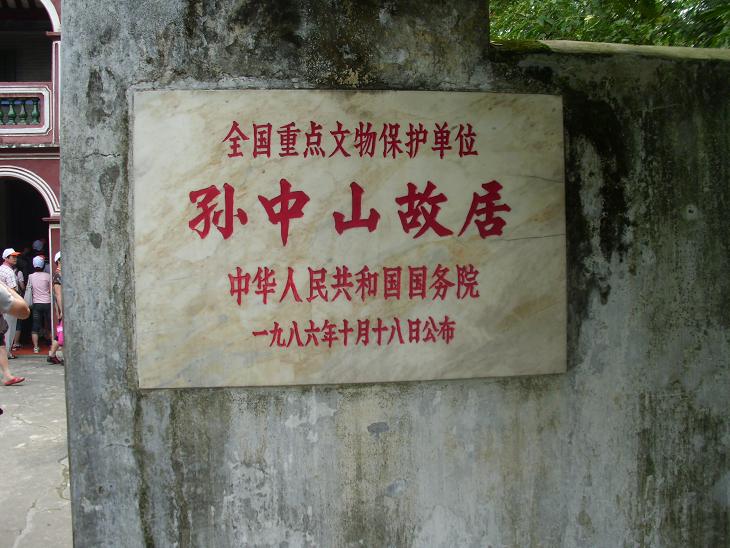 全国重点文物保护单位
孙中山故居
中华人民共和国国务院
一九八六年十月十八日公布